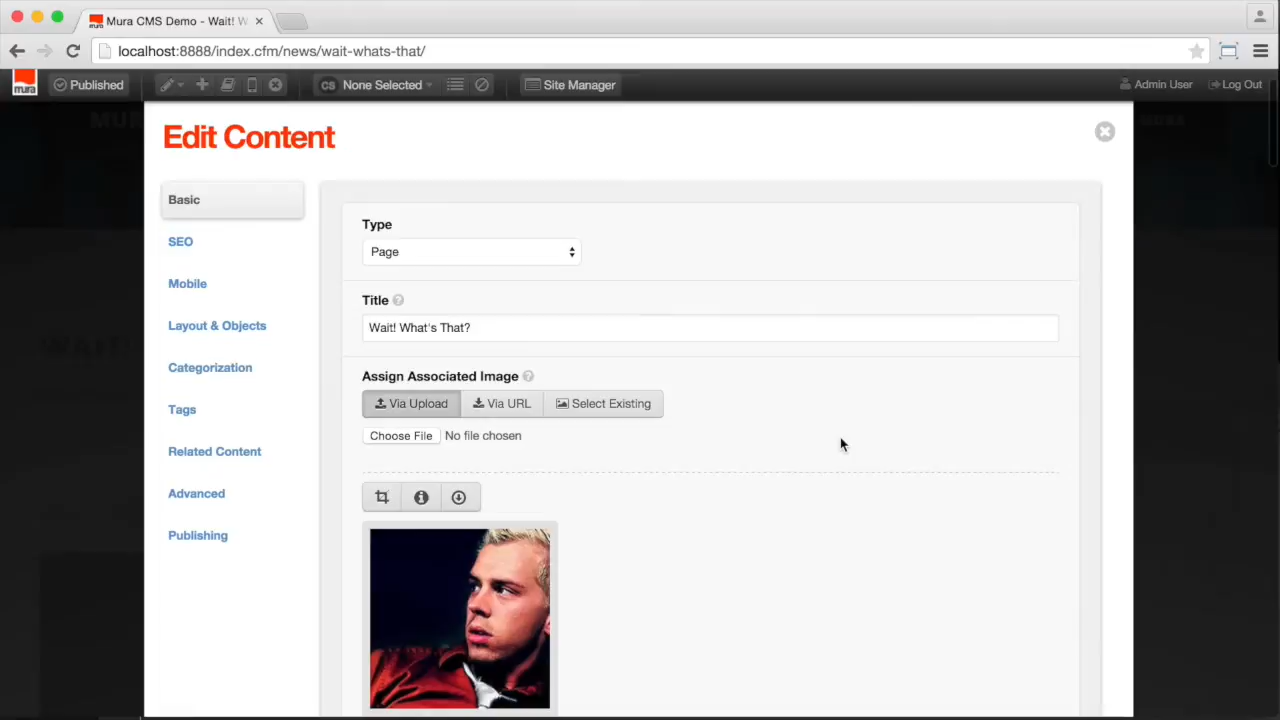 Mura CMS Demo - Wait! W
localhost:8888/index.cfm/news/wait-whats-that/
mura
Published
CS None Selected
Site Manager
Admin User
Log Out
Edit Content
Basic
SEO
Mobile
Layout & Objects
Categorization
Tags
Related Content
Advanced
Publishing
Type
Page
Title ?
Wait! What's That?
Assign Associated Image ?
Via Upload
Via URL
Select Existing
Choose File No file chosen